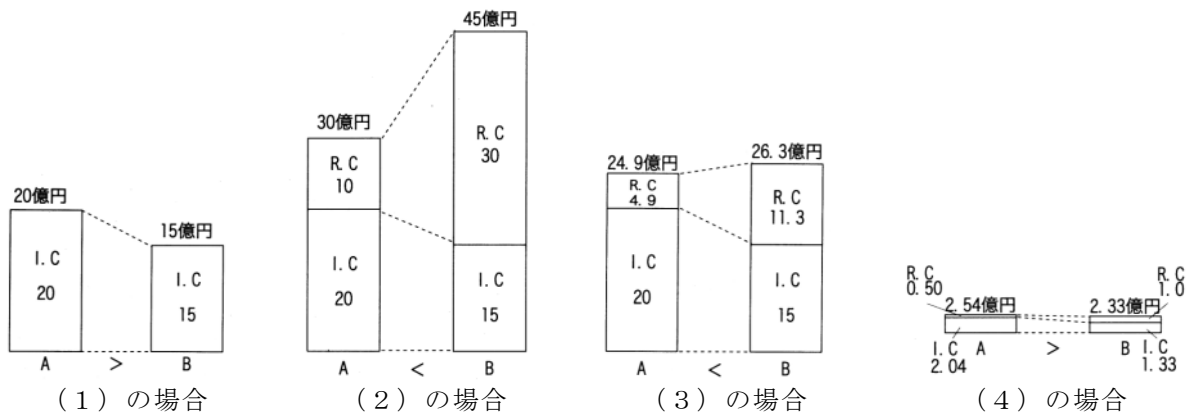 20億円
I. C
20
15億円
I. C
15
A > B
(1)の場合
30億円
R. C
10
I. C
20
45億円
R. C
30
I. C
15
A < B
(2)の場合
24. 9億円
R. C
4. 9
I. C
20
26. 3億円
R. C
11. 3
I. C
15
A < B
(3)の場合
R. C
0. 50
2. 54億円
I. C
2. 04
R. C
1. 0
2. 33億円
I. C
1. 33
A > B
(4)の場合